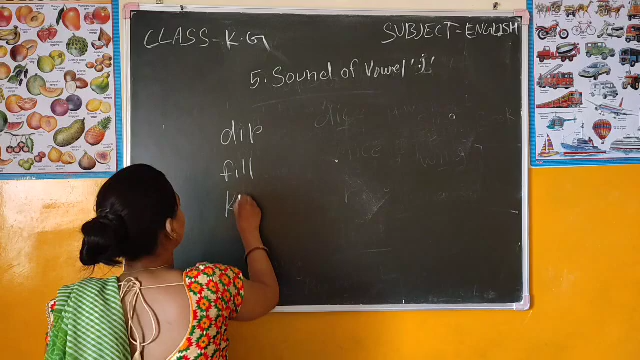 CLASS - K.G
SUBJECT - ENGLISH
5. Sound of Vowel 'i'
dip
fill
k